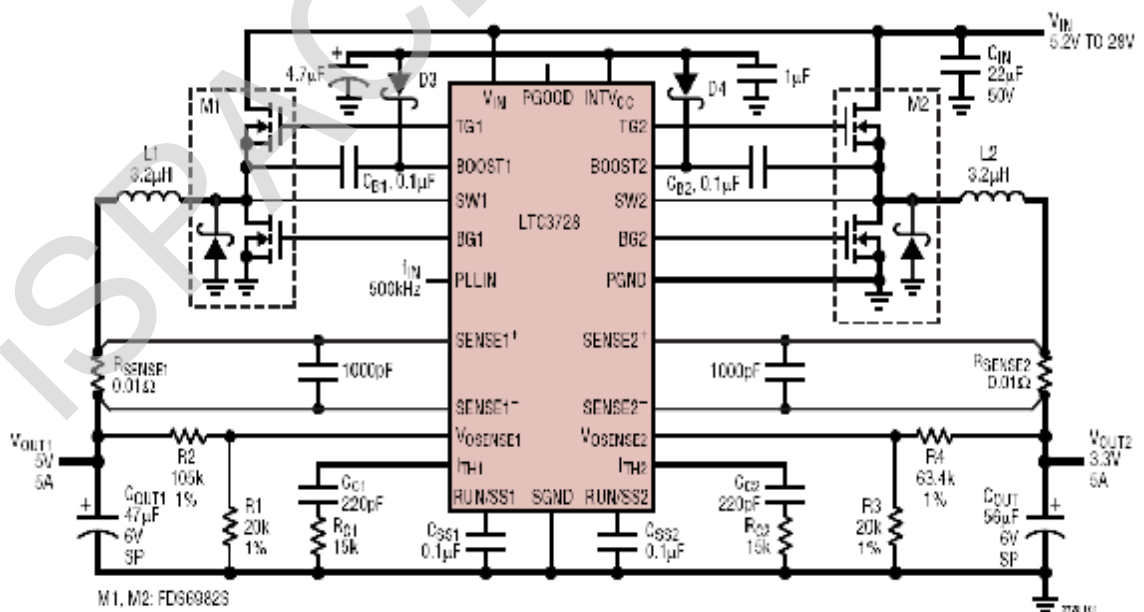 VIN
5.2V TO 28V
CIN
22µF
50V
4.7µF
D3
D4
1µF
M1
M2
VIN PGOOD INTVCC
TG1
TG2
BOOST1
BOOST2
L1
3.2µH
L2
3.2µH
CB1, 0.1µF
CB2, 0.1µF
SW1
SW2
LTC3728
BG1
BG2
fIN
500kHz
PLLIN
PGND
SENSE1+
SENSE2+
RSENSE1
0.01Ω
1000pF
1000pF
RSENSE2
0.01Ω
SENSE1−
SENSE2−
VOSENSE1
VOSENSE2
VOUT1
5V
5A
R2
105k
1%
R4
63.4k
1%
VOUT2
3.3V
5A
ITH1
ITH2
COUT1
47µF
6V
SP
R1
20k
1%
CC1
220pF
RC1
15k
RUN/SS1 SGND RUN/SS2
CSS1
0.1µF
CSS2
0.1µF
CC2
220pF
RC2
15k
R3
20k
1%
COUT
56µF
6V
SP
M1, M2: FDS6982S
ISPAC